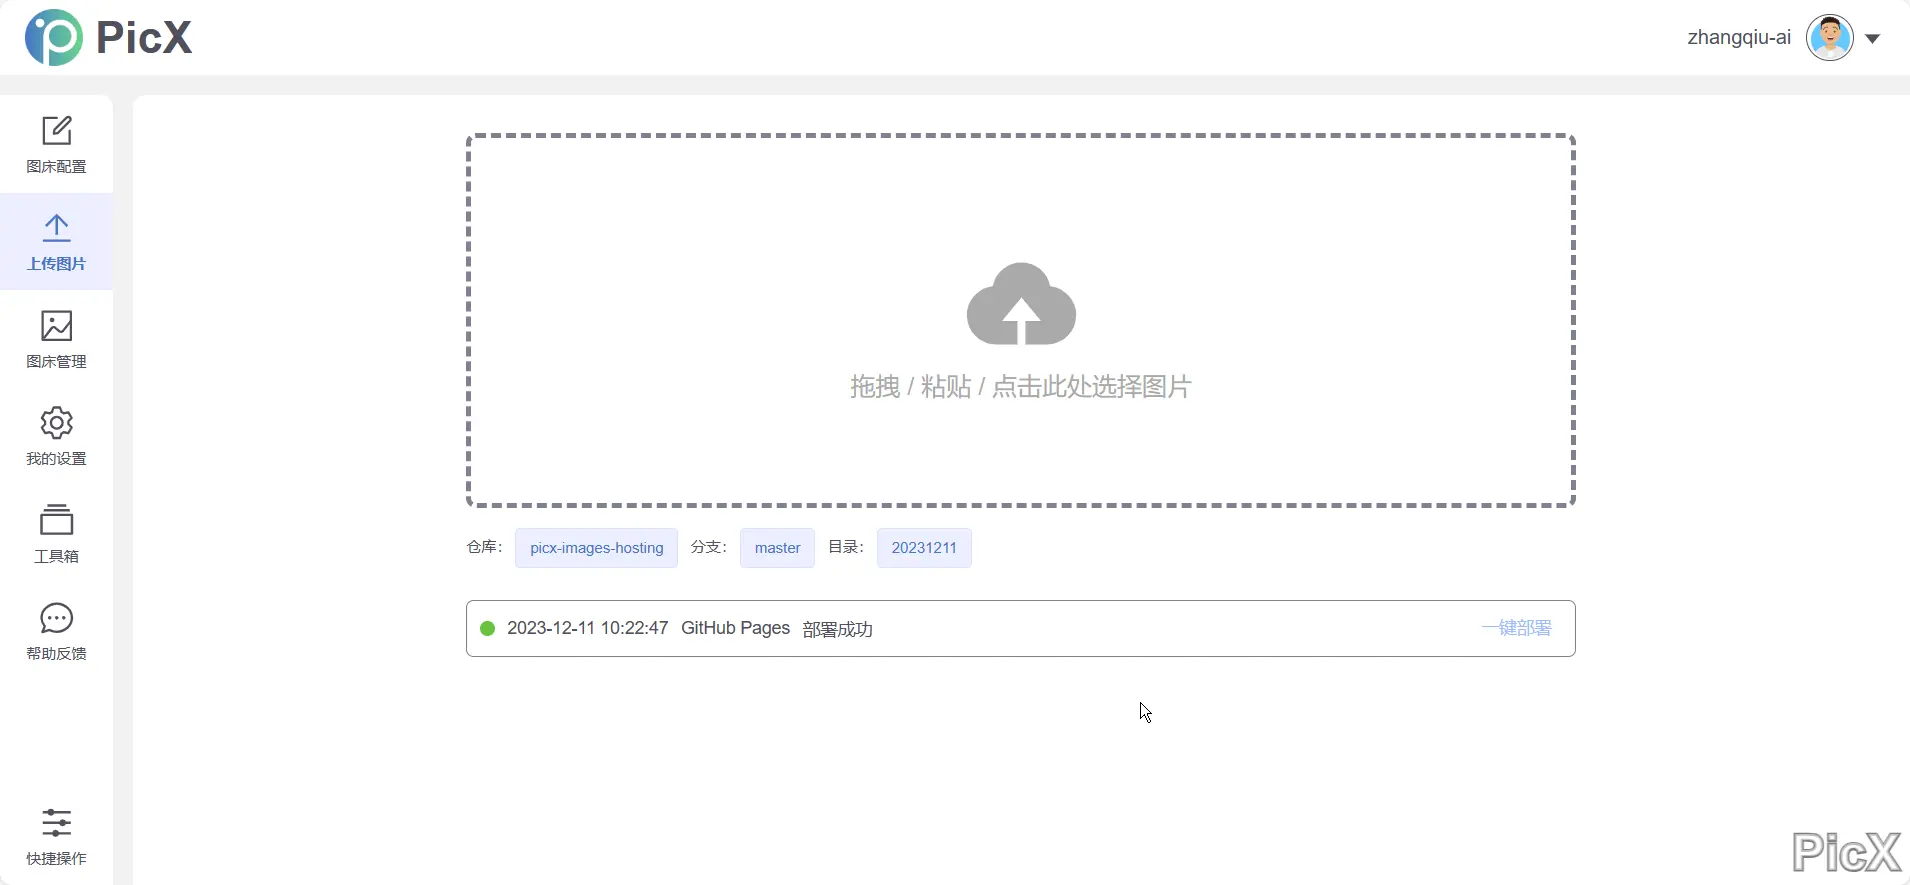 PicX
zhangqiu-ai
图床配置
上传图片
图床管理
我的设置
工具箱
帮助反馈
快捷操作
拖拽 / 粘贴 / 点击此处选择图片
仓库: picx-images-hosting 分支: master 目录: 20231211
2023-12-11 10:22:47 GitHub Pages 部署成功 一键部署
PicX